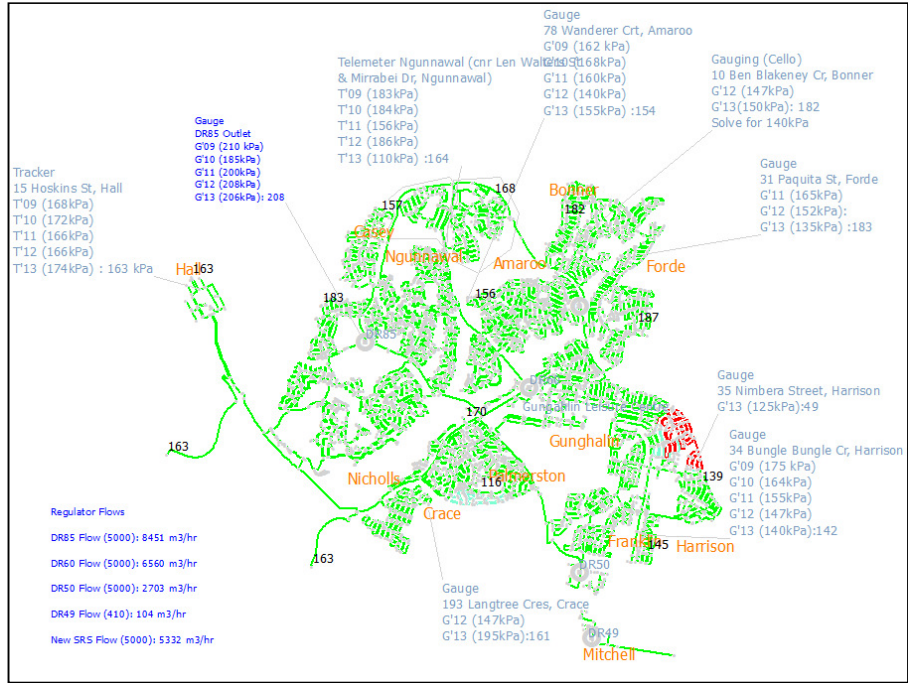 Gauge
78 Wanderer Crt, Amaroo
G'09 (162 kPa)
G'10 (168kPa)
G'11 (160kPa)
G'12 (140kPa)
G'13 (155kPa) :154
Telemeter Ngunnawal (cnr Len Walters St
& Mirrabei Dr, Ngunnawal)
T'09 (183kPa)
T'10 (184kPa)
T'11 (156kPa)
T'12 (186kPa)
T'13 (110kPa) :164
Gauging (Cello)
10 Ben Blakeney Cr, Bonner
G'12 (147kPa)
G'13(150kPa): 182
Solve for 140kPa
Gauge
DR85 Outlet
G'09 (210 kPa)
G'10 (185kPa)
G'11 (200kPa)
G'12 (208kPa)
G'13 (206kPa): 208
Gauge
31 Paquita St, Forde
G'11 (165kPa)
G'12 (152kPa):
G'13 (135kPa) :183
Tracker
15 Hoskins St, Hall
T'09 (168kPa)
T'10 (172kPa)
T'11 (166kPa)
T'12 (166kPa)
T'13 (174kPa) : 163 kPa
168
Bonner
157
182
Casey
Ngunnawal
Amaroo
Forde
Hall
163
183
156
187
DR85
DR60
Gauge
35 Nimbera Street, Harrison
G'13 (125kPa):49
Gungahlin Leisure Centre
170
Gunghalin
Gauge
34 Bungle Bungle Cr, Harrison
G'09 (175 kPa)
G'10 (164kPa)
G'11 (155kPa)
G'12 (147kPa)
G'13 (140kPa):142
163
139
Nicholls
Palmerston
116
Crace
Franklin
145
Harrison
163
DR50
Regulator Flows
DR85 Flow (5000): 8451 m3/hr
DR60 Flow (5000): 6560 m3/hr
DR50 Flow (5000): 2703 m3/hr
DR49 Flow (410): 104 m3/hr
New SRS Flow (5000): 5332 m3/hr
Gauge
193 Langtree Cres, Crace
G'12 (147kPa)
G'13 (195kPa):161
DR49
Mitchell